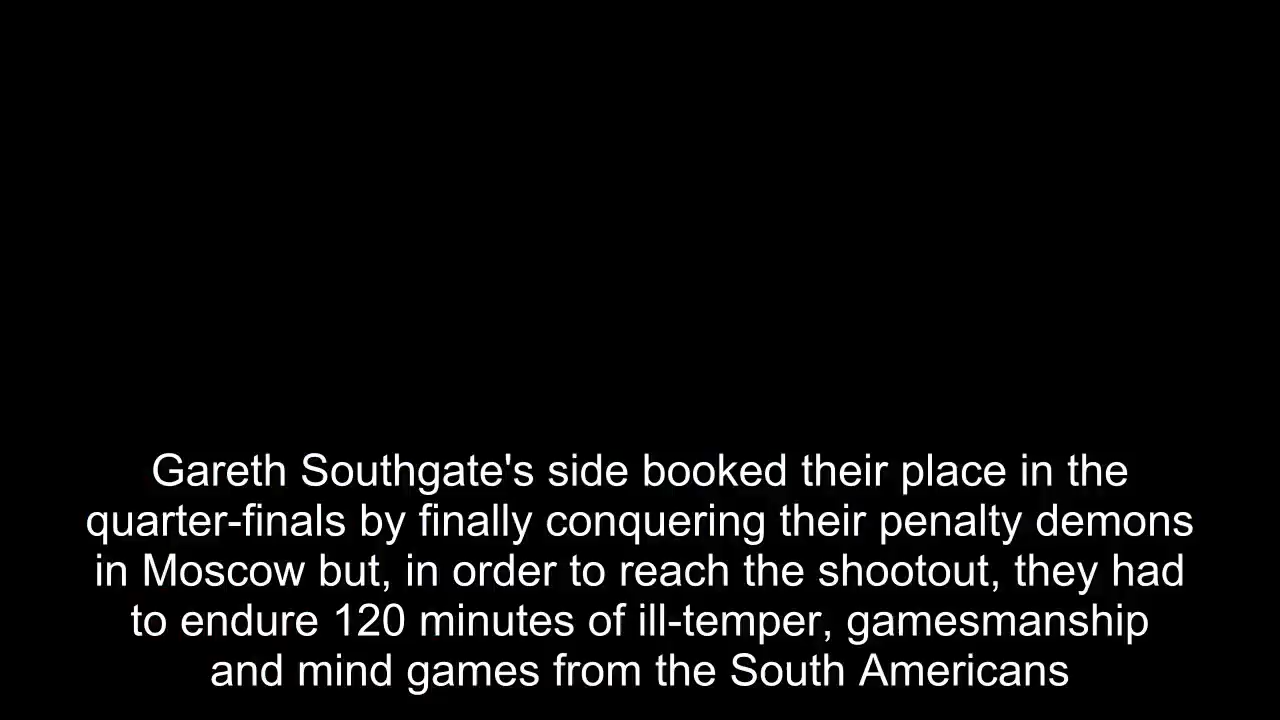 Gareth Southgate's side booked their place in the
quarter-finals by finally conquering their penalty demons
in Moscow but, in order to reach the shootout, they had
to endure 120 minutes of ill-temper, gamesmanship
and mind games from the South Americans